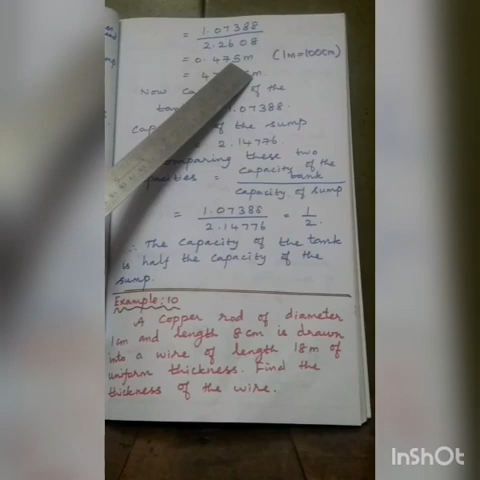 = 1.07388
2.2608
= 0.475m (1m=100cm)
= 47 cm.
Now of the
1.07388.
of the sump
2.14776.
comparing these two
= capacity of the tank
capacity of sump
= 1.07388 = 1
2.14776 2.
∴ The capacity of the tank
is half the capacity of the
sump.
Example:10
A copper rod of diameter
1cm and length 8cm is drawn
into a wire of length 18m of
uniform thickness. Find the
thickness of the wire.
InShOt